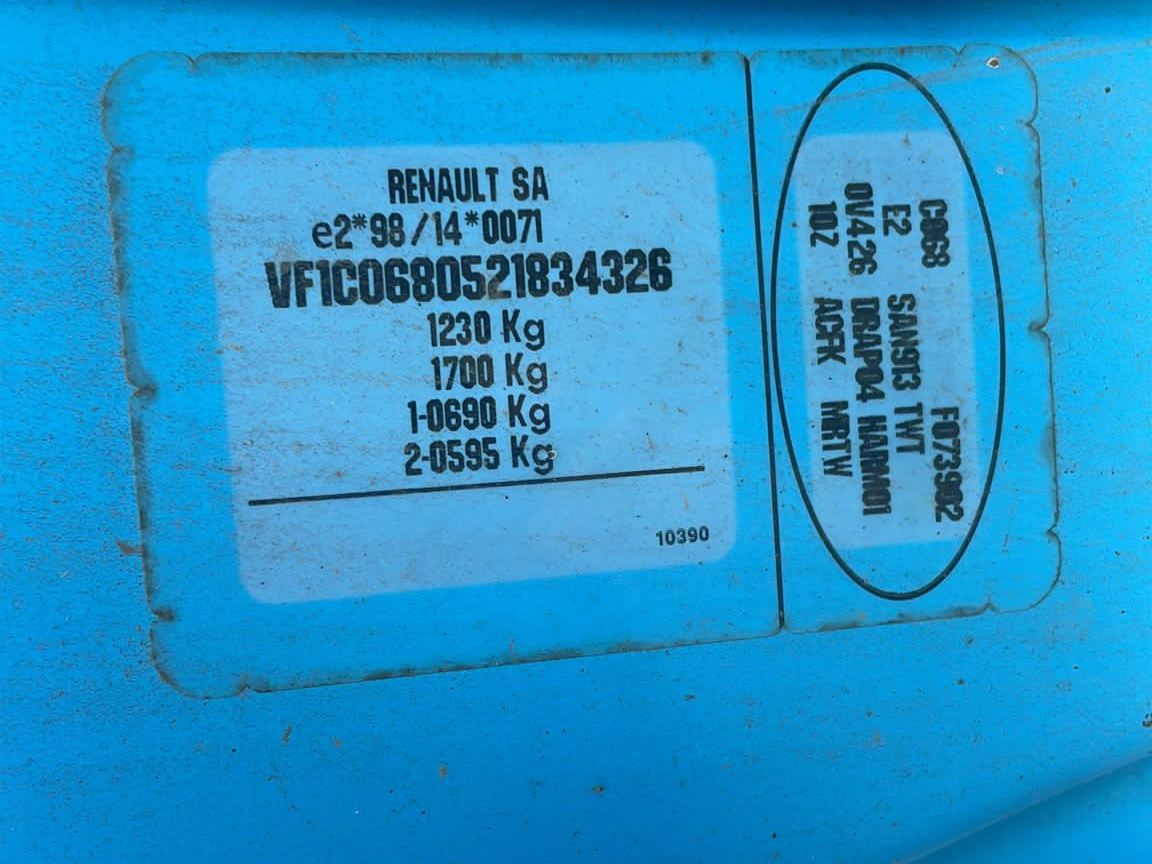 RENAULT SA
e2*98/14*0071
VF1C0680521834326
1230 Kg
1700 Kg
1-0690 Kg
2-0595 Kg
10390
C068 F073902
E2 SAN913 TWT
0V426 DRAP04 HARM01
10Z ACFK MRTW